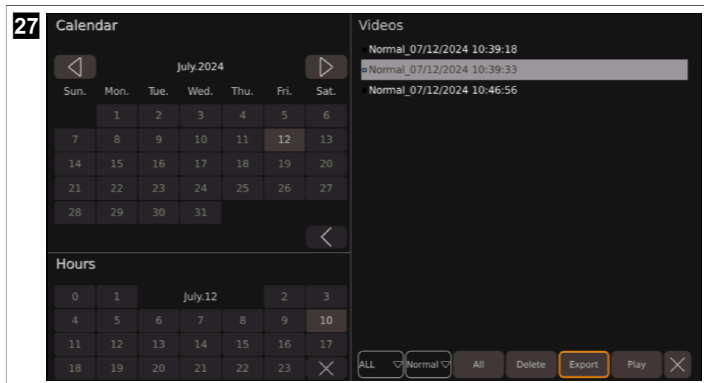 27
Calendar
July.2024
Sun. Mon. Tue. Wed. Thu. Fri. Sat.
1 2 3 4 5 6
7 8 9 10 11 12 13
14 15 16 17 18 19 20
21 22 23 24 25 26 27
28 29 30 31
Hours
0 1 July.12 2 3
4 5 6 7 8 9 10
11 12 13 14 15 16 17
18 19 20 21 22 23
Videos
Normal_07/12/2024 10:39:18
Normal_07/12/2024 10:39:33
Normal_07/12/2024 10:46:56
ALL Normal All Delete Export Play